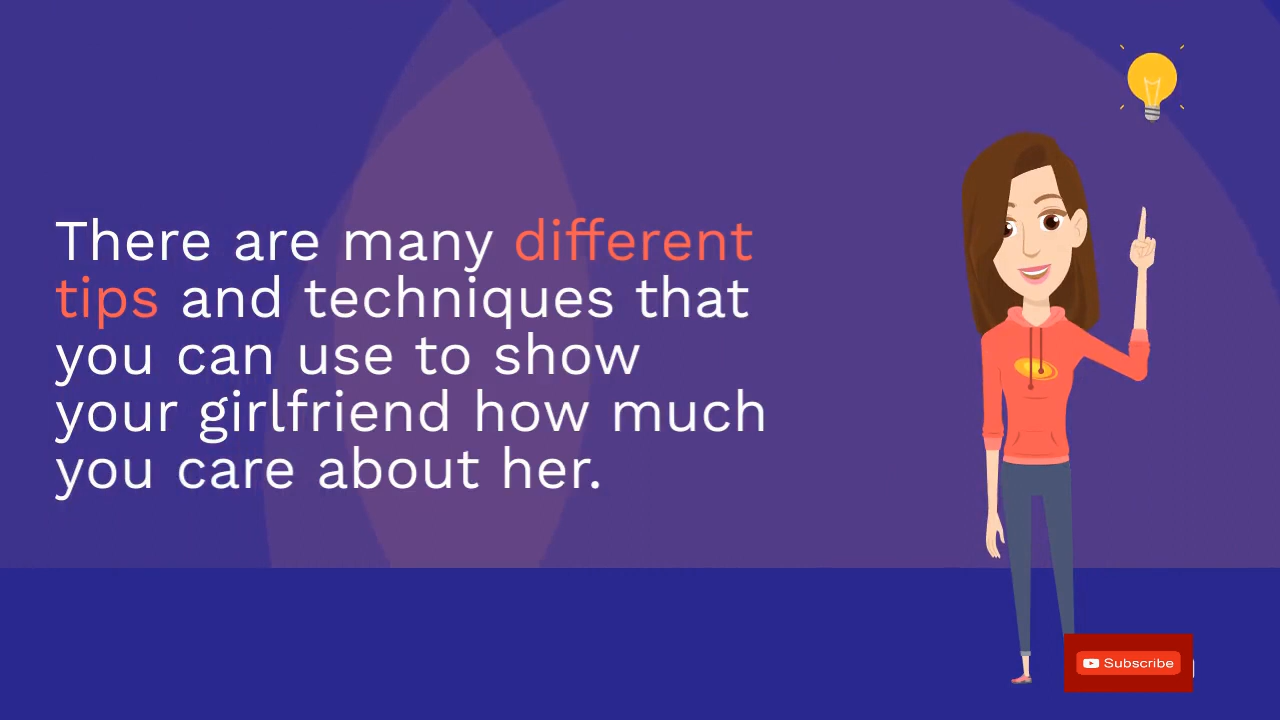 There are many different
tips and techniques that
you can use to show
your girlfriend how much
you care about her.
Subscribe